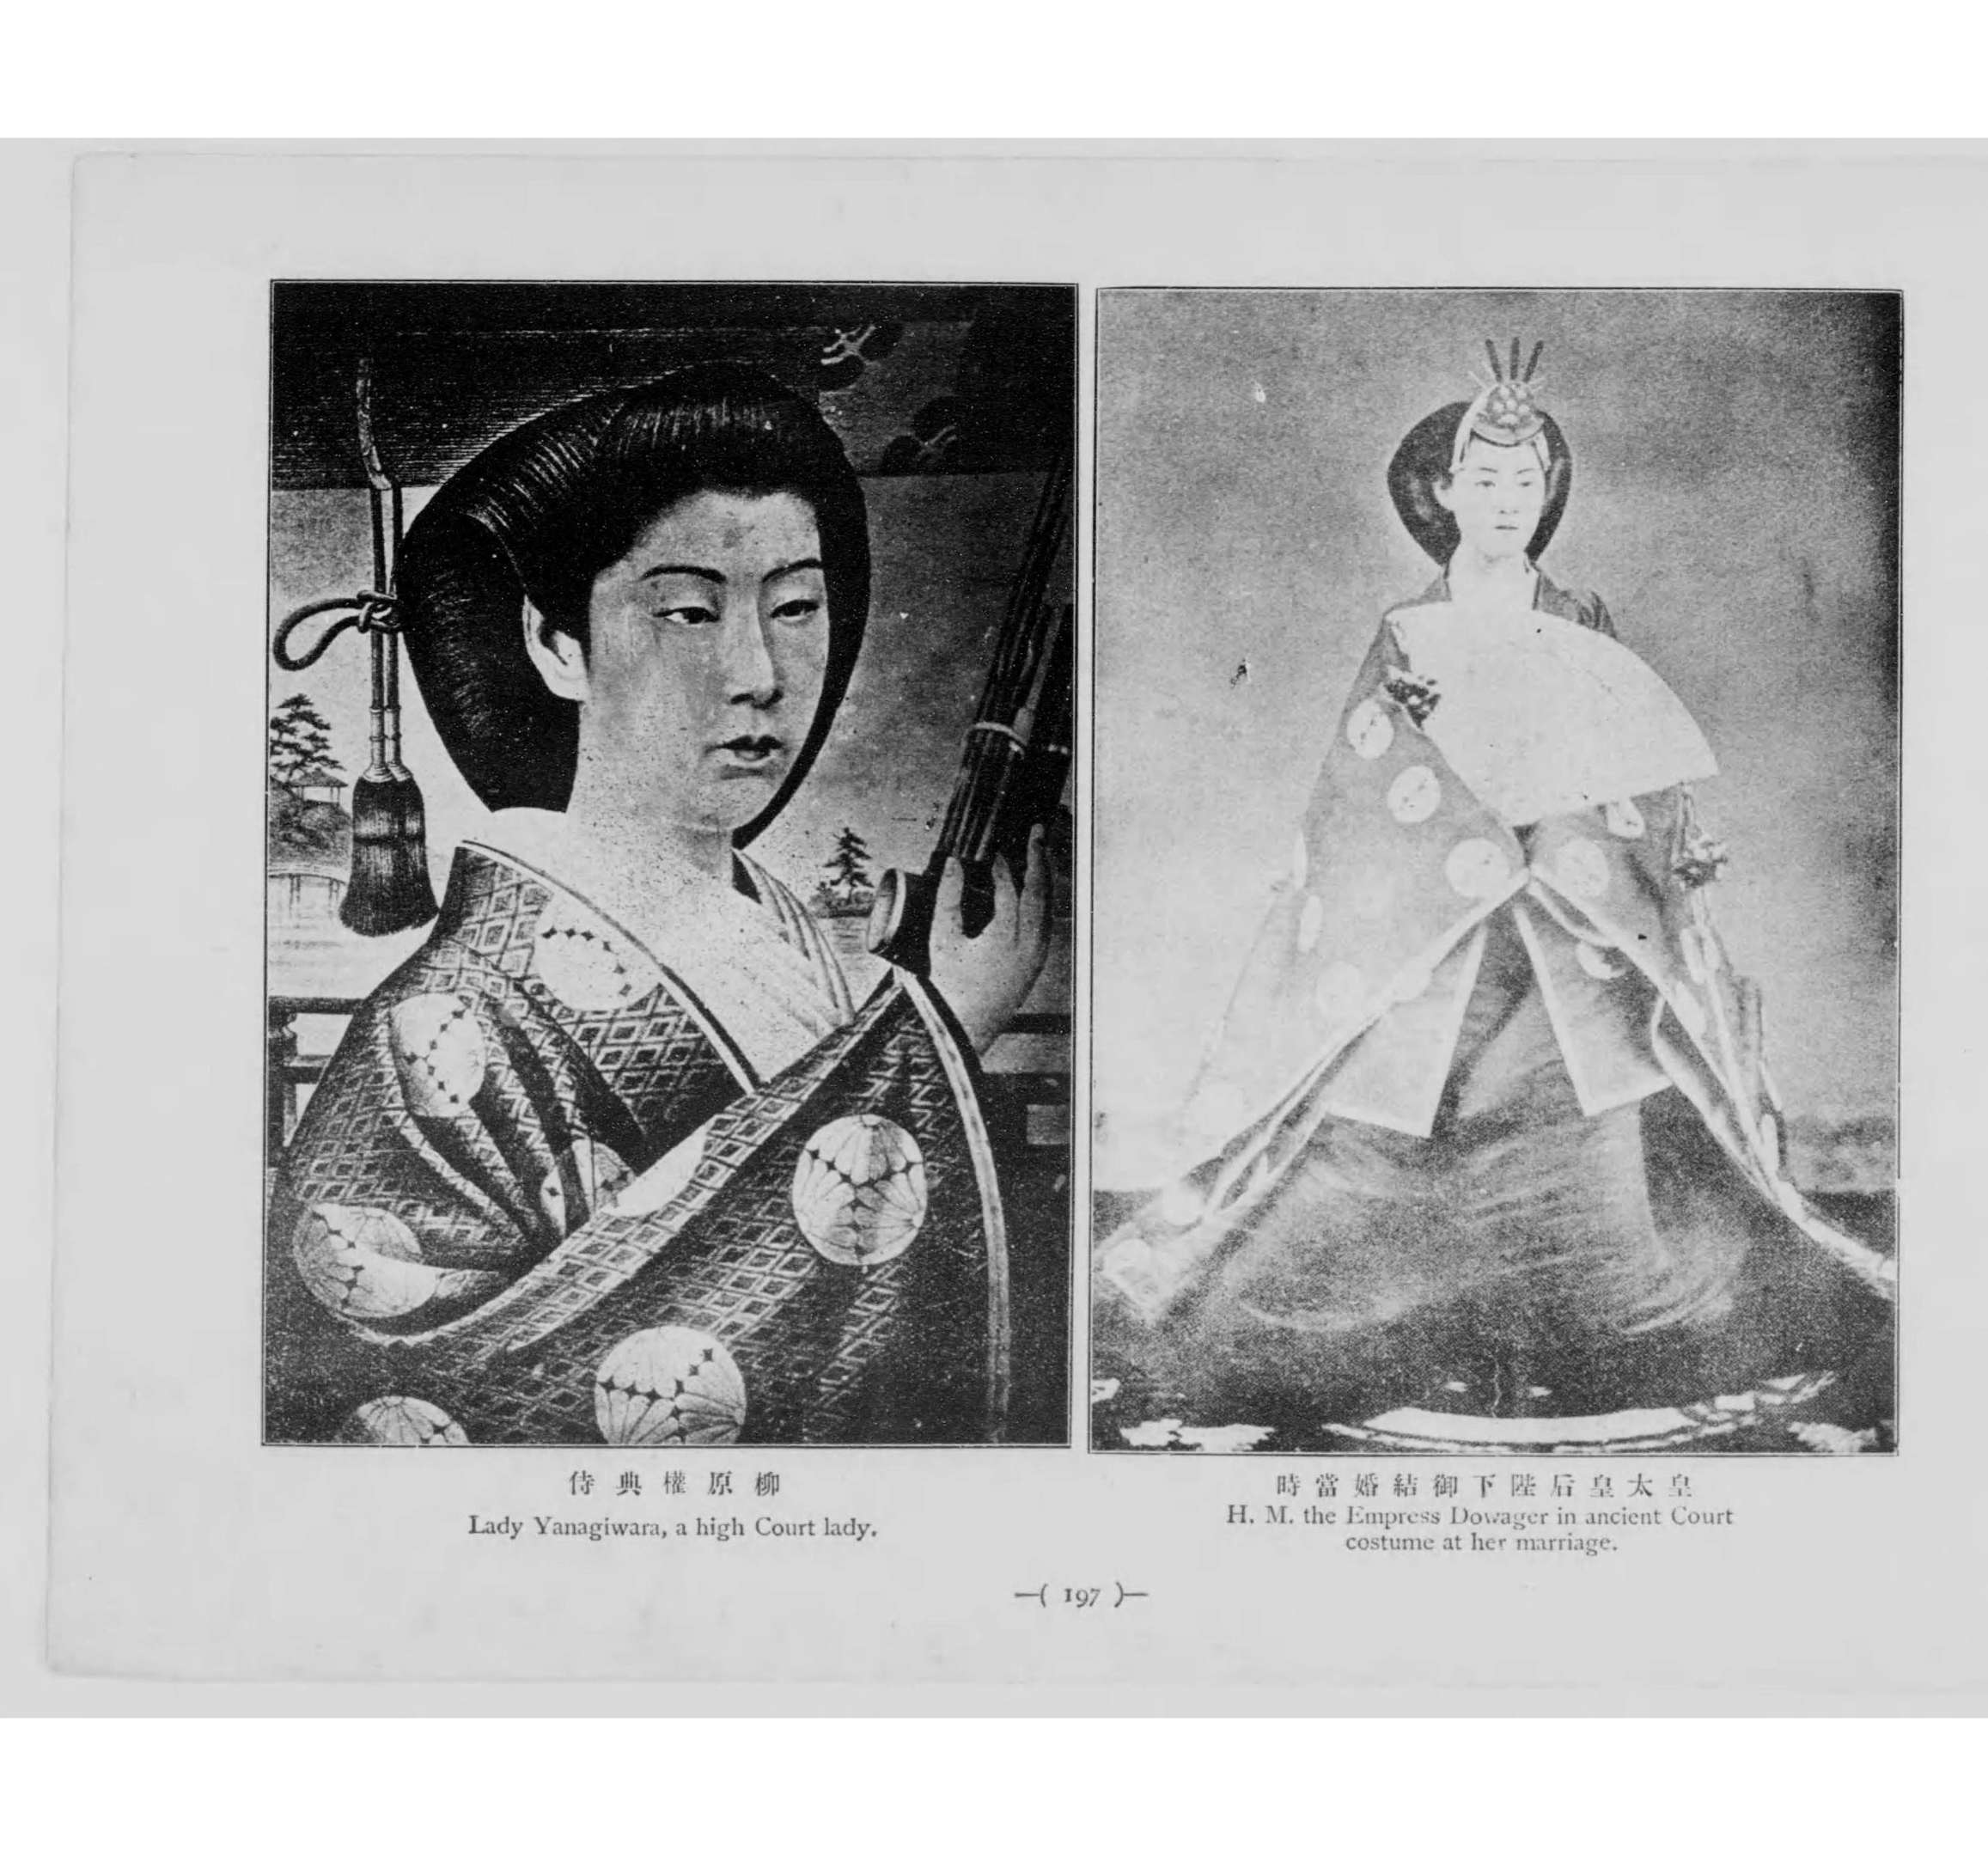 柳原權典侍
Lady Yanagiwara, a high Court lady.
皇太皇后陛下御結婚當時
H. M. the Empress Dowager in ancient Court
costume at her marriage.
—( 197 )—